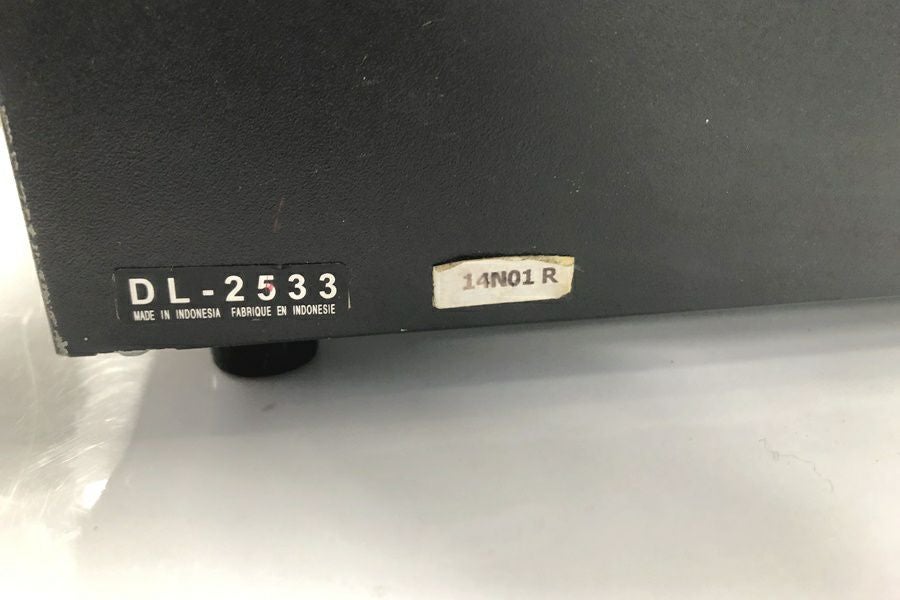 DL-2533
MADE IN INDONESIA FABRIQUE EN INDONESIE
14N01 R